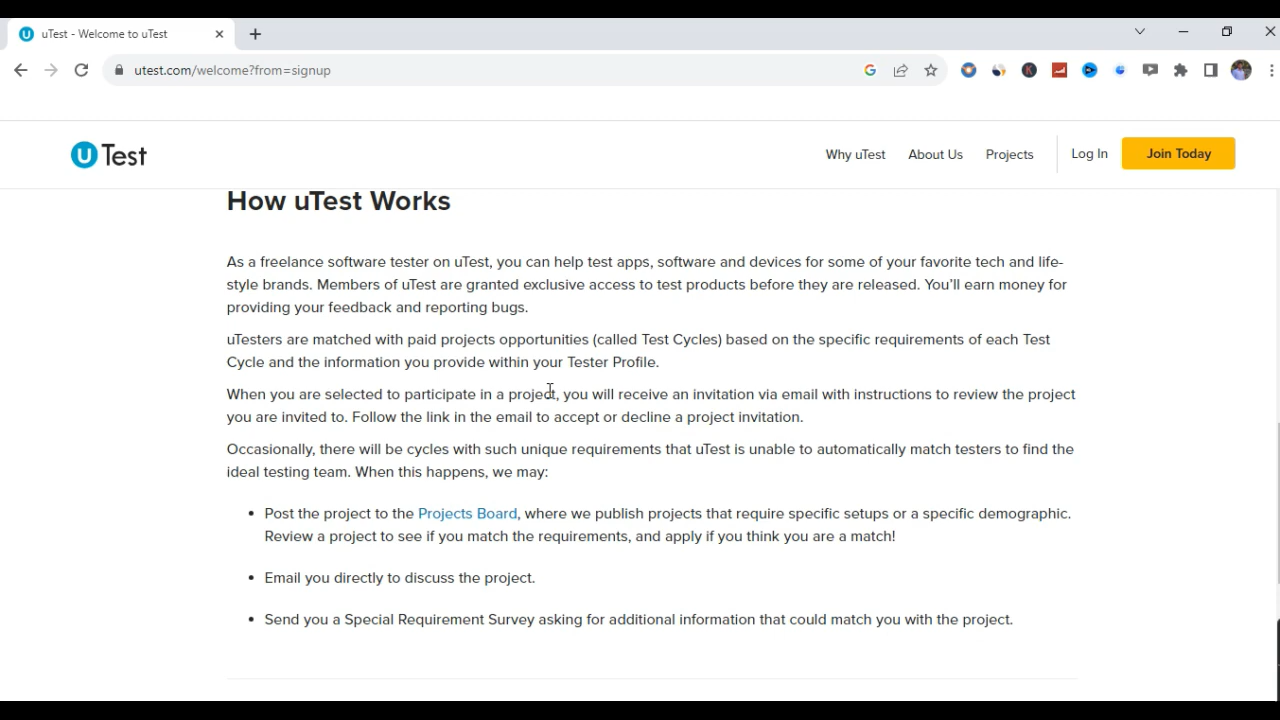 uTest - Welcome to uTest
utest.com/welcome?from=signup
U Test
Why uTest
About Us
Projects
Log In
Join Today
How uTest Works
As a freelance software tester on uTest, you can help test apps, software and devices for some of your favorite tech and life-
style brands. Members of uTest are granted exclusive access to test products before they are released. You'll earn money for
providing your feedback and reporting bugs.
uTesters are matched with paid projects opportunities (called Test Cycles) based on the specific requirements of each Test
Cycle and the information you provide within your Tester Profile.
When you are selected to participate in a project, you will receive an invitation via email with instructions to review the project
you are invited to. Follow the link in the email to accept or decline a project invitation.
Occasionally, there will be cycles with such unique requirements that uTest is unable to automatically match testers to find the
ideal testing team. When this happens, we may:
• Post the project to the Projects Board, where we publish projects that require specific setups or a specific demographic.
Review a project to see if you match the requirements, and apply if you think you are a match!
• Email you directly to discuss the project.
• Send you a Special Requirement Survey asking for additional information that could match you with the project.